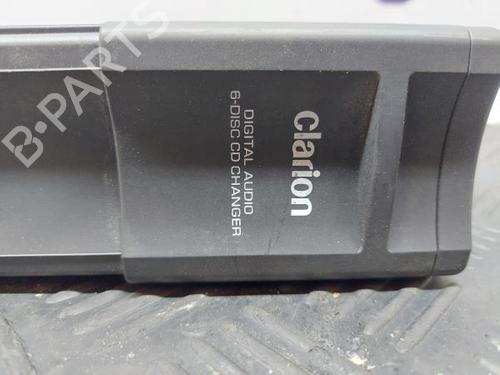 Clarion
DIGITAL AUDIO
6-DISC CD CHANGER
B-PARTS